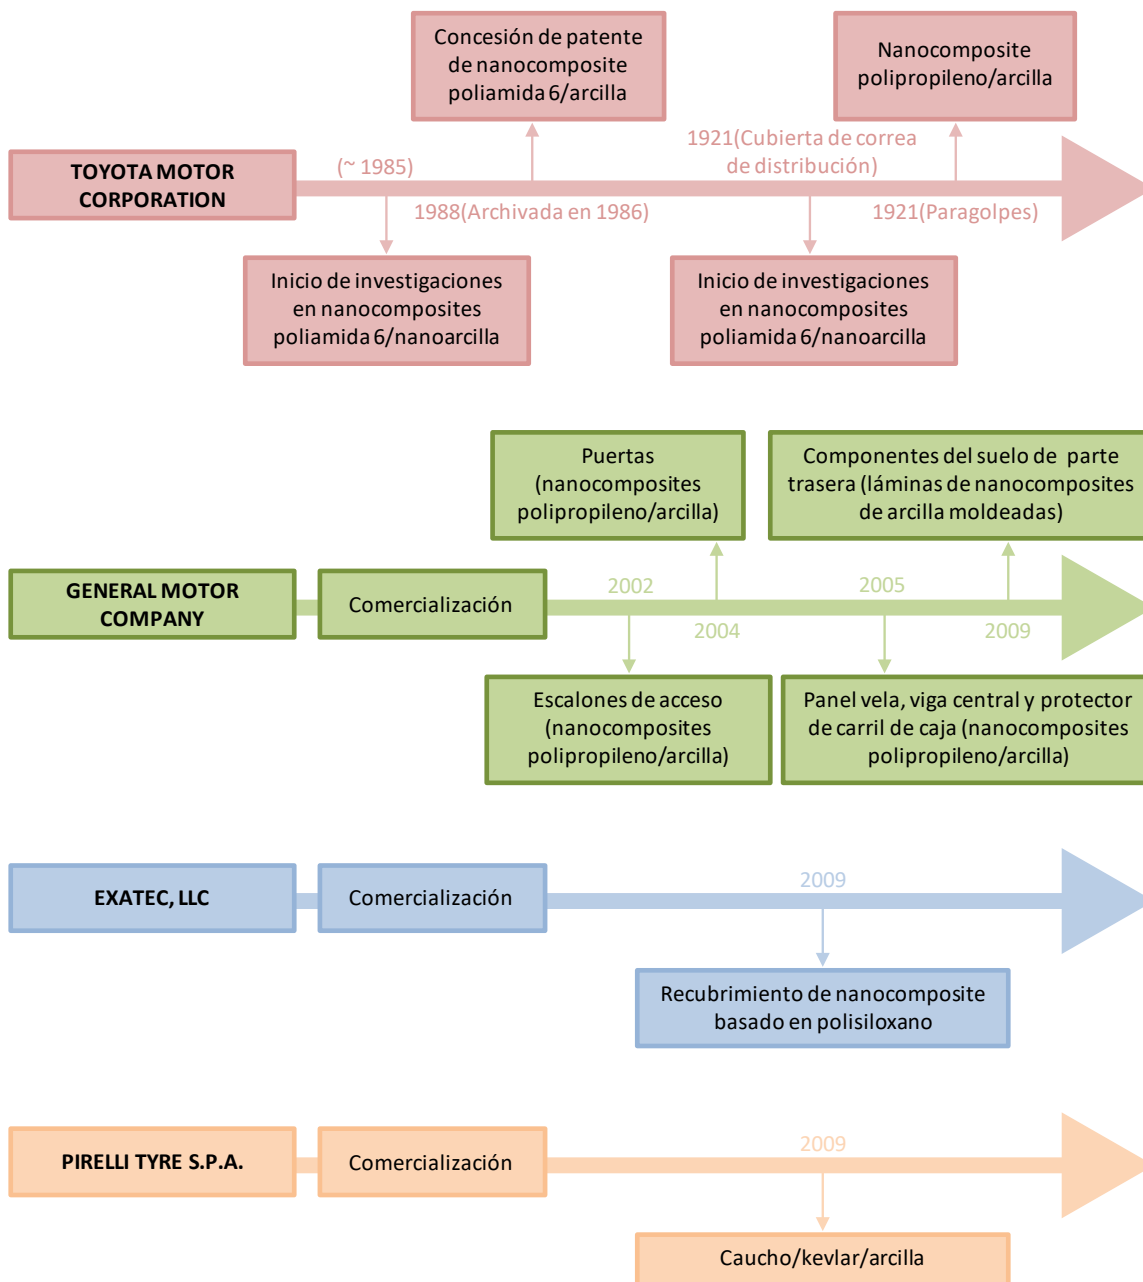 Concesión de patente
de nanocomposite
poliamida 6/arcilla
Nanocomposite
polipropileno/arcilla
TOYOTA MOTOR
CORPORATION
(~ 1985)
1921(Cubierta de correa
de distribución)
1988(Archivada en 1986)
1921(Paragolpes)
Inicio de investigaciones
en nanocomposites
poliamida 6/nanoarcilla
Inicio de investigaciones
en nanocomposites
poliamida 6/nanoarcilla
Puertas
(nanocomposites
polipropileno/arcilla)
Componentes del suelo de parte
trasera (láminas de nanocomposites
de arcilla moldeadas)
GENERAL MOTOR
COMPANY
Comercialización
2002
2005
2004
2009
Escalones de acceso
(nanocomposites
polipropileno/arcilla)
Panel vela, viga central y protector
de carril de caja (nanocomposites
polipropileno/arcilla)
EXATEC, LLC
Comercialización
2009
Recubrimiento de nanocomposite
basado en polisiloxano
PIRELLI TYRE S.P.A.
Comercialización
2009
Caucho/kevlar/arcilla